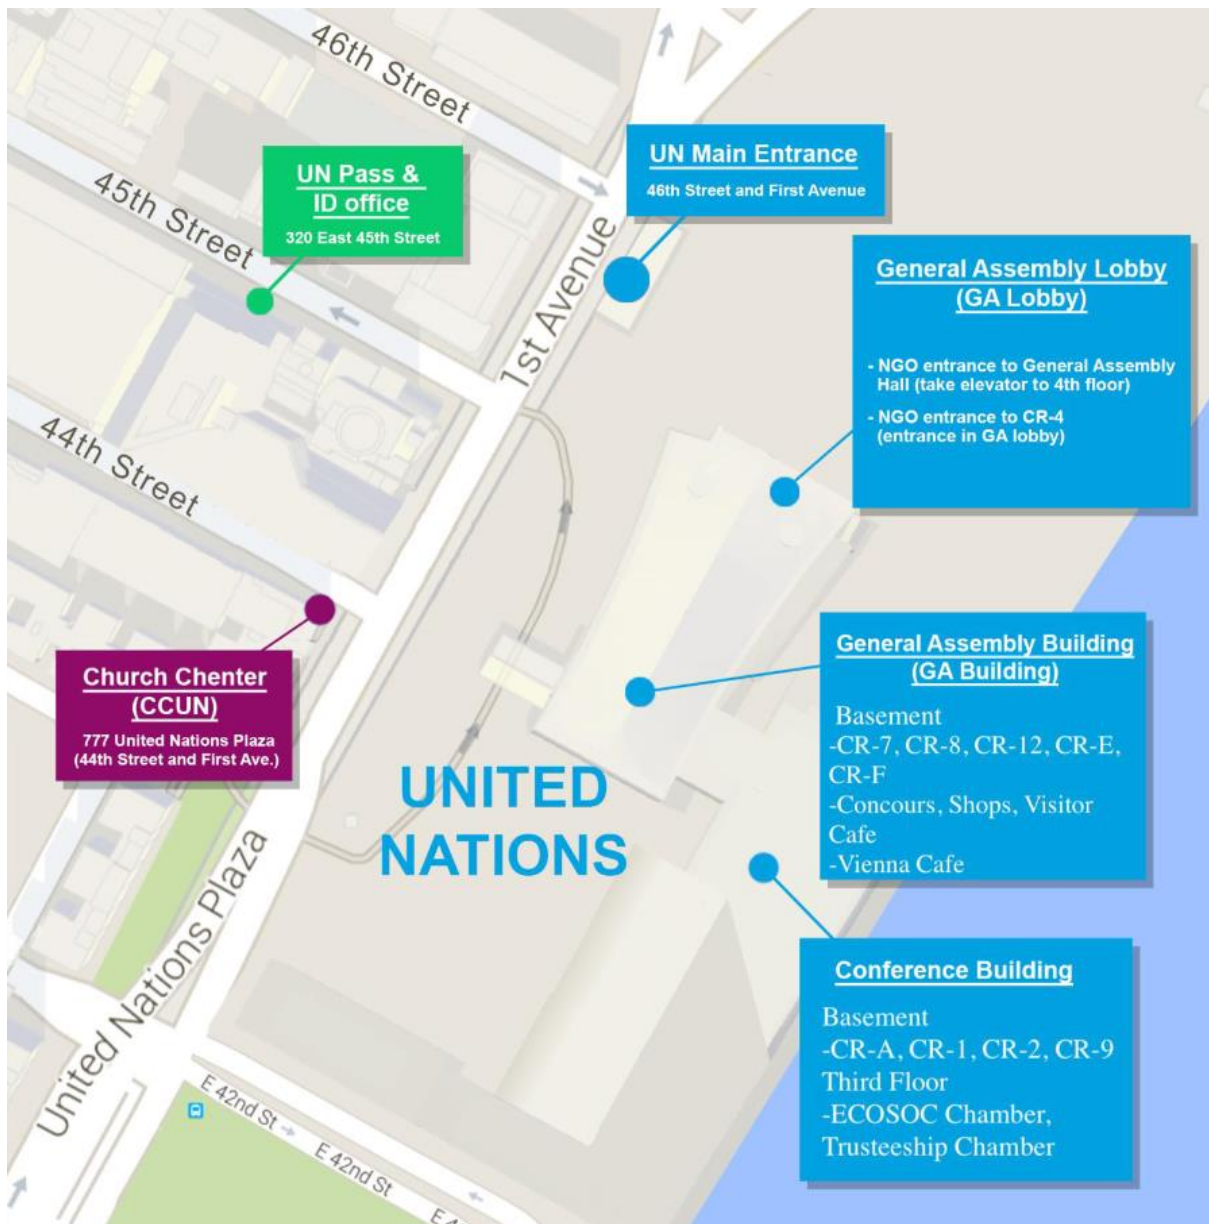 46th Street
UN Main Entrance
46th Street and First Avenue
UN Pass &
ID office
320 East 45th Street
45th Street
1st Avenue
General Assembly Lobby
(GA Lobby)
- NGO entrance to General Assembly
Hall (take elevator to 4th floor)
- NGO entrance to CR-4
(entrance in GA lobby)
44th Street
Church Chenter
(CCUN)
777 United Nations Plaza
(44th Street and First Ave.)
General Assembly Building
(GA Building)
Basement
-CR-7, CR-8, CR-12, CR-E,
CR-F
-Concours, Shops, Visitor
Cafe
-Vienna Cafe
UNITED
NATIONS
United Nations Plaza
Conference Building
Basement
-CR-A, CR-1, CR-2, CR-9
Third Floor
-ECOSOC Chamber,
Trusteeship Chamber
E 42nd St
E 42nd St